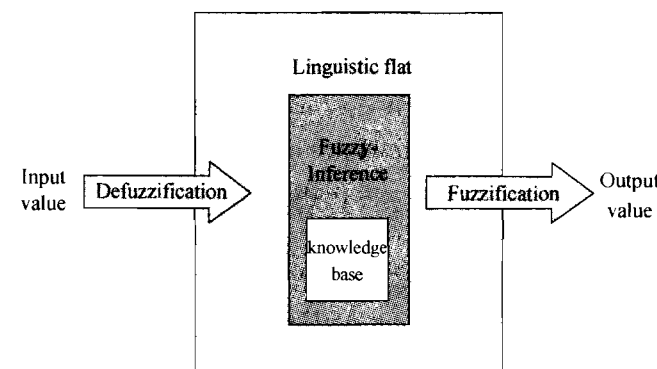 Linguistic flat
Fuzzy-
Inference
Input
value
Defuzzification
Fuzzification
Output
value
knowledge
base